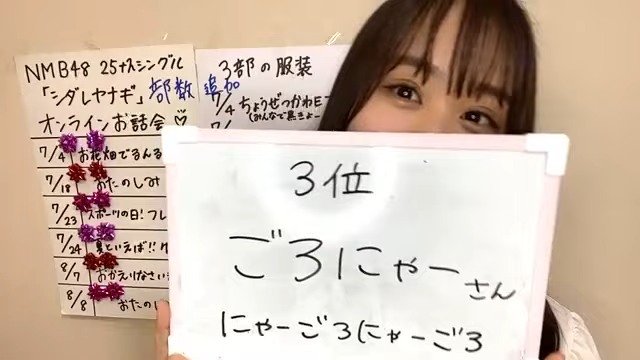 NMB48 25thシングル
「シダレヤナギ」部数追加
オンラインお話会♡
7/4 お花畑でるんる
7/18 おたのしみ
7/23 スポーツの日!フレ
7/24 夏といえば!!
8/7 おかえりなさい
8/8 おたのし
3部の服装
7/4 ちょうぜつかわE
(みんなで
3位
ごろにゃーさん
にゃーごろにゃーごろ